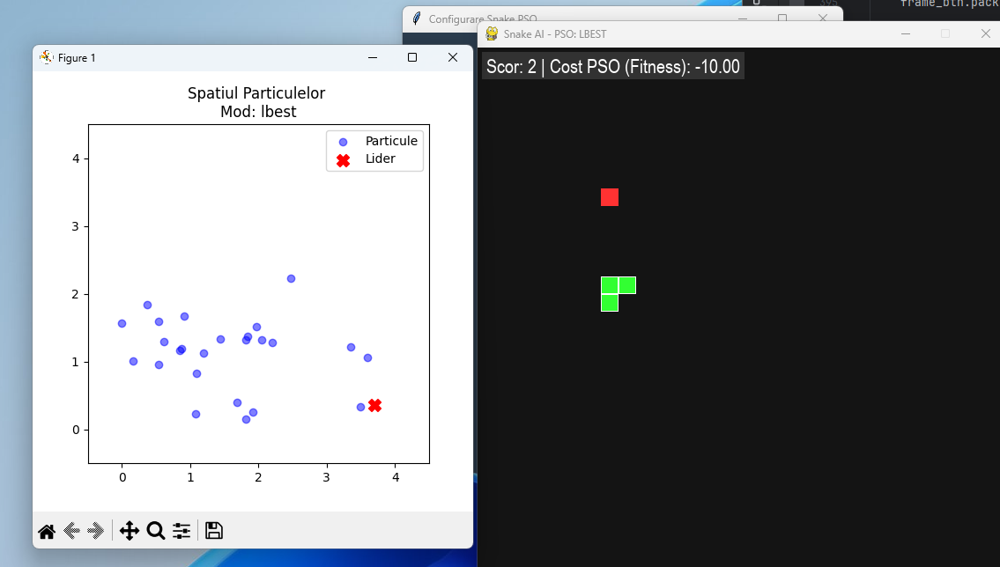 Configurare Snake PSO
395
frame_btn.pack
Figure 1
Spatiul Particulelor
Mod: lbest
Particule
Lider
4
3
2
1
0
0 1 2 3 4
Snake AI - PSO: LBEST
Scor: 2 | Cost PSO (Fitness): -10.00